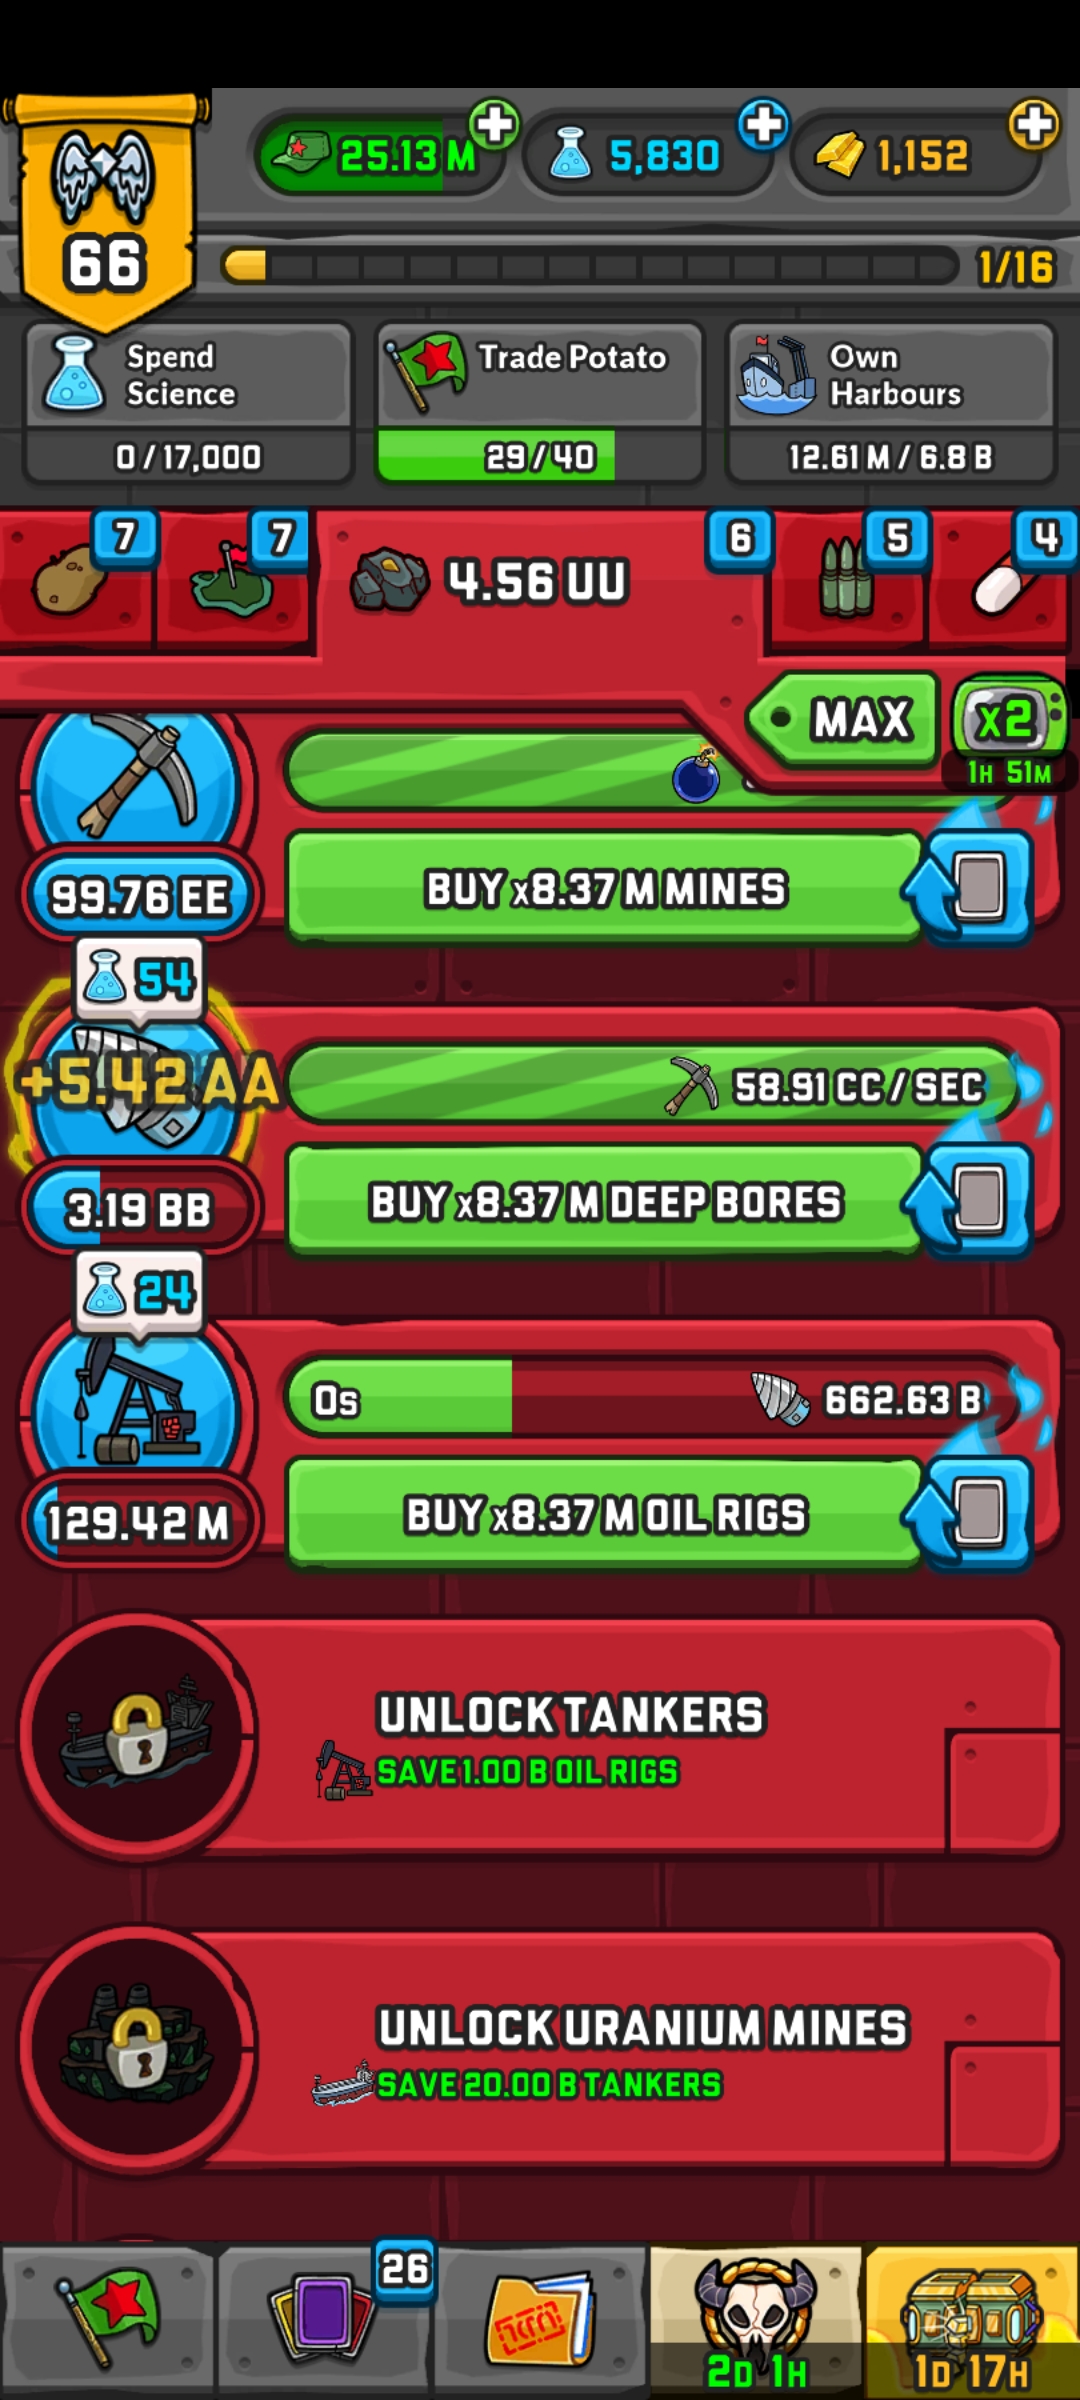 25.13 M
5,830
1,152
66
1/16
Spend
Science
0 / 17,000
Trade Potato
29 / 40
Own
Harbours
12.61 M / 6.8 B
7
7
4.56 UU
6
5
4
MAX
x2
1H 51M
99.76 EE
BUY x8.37 M MINES
54
+5.42 AA
58.91 CC / SEC
3.19 BB
BUY x8.37 M DEEP BORES
24
0s
662.63 B
129.42 M
BUY x8.37 M OIL RIGS
UNLOCK TANKERS
SAVE 1.00 B OIL RIGS
UNLOCK URANIUM MINES
SAVE 20.00 B TANKERS
26
2D 1H
1D 17H